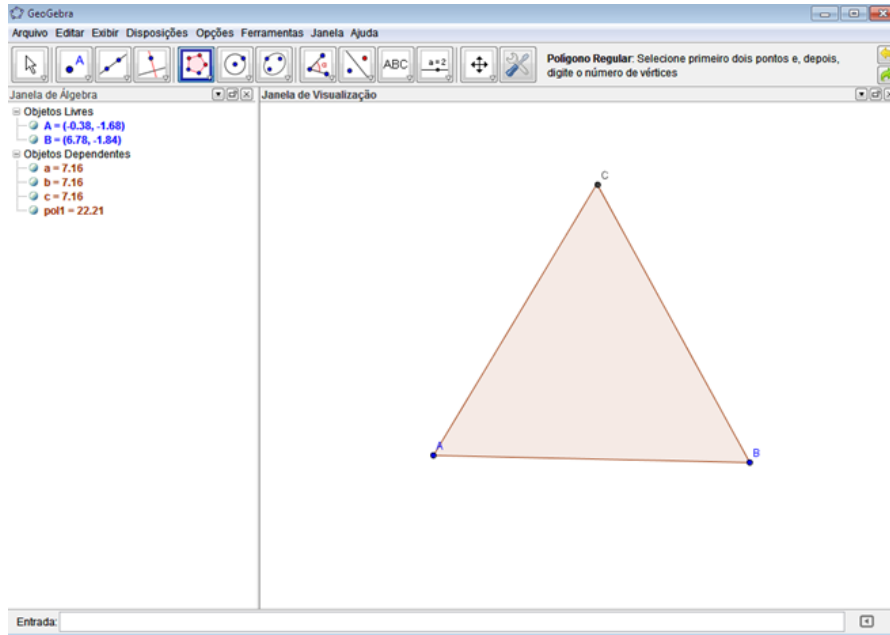 GeoGebra
Arquivo Editar Exibir Disposições Opções Ferramentas Janela Ajuda
A ABC a=2 Polígono Regular: Selecione primeiro dois pontos e, depois,
digite o número de vértices
Janela de Álgebra Janela de Visualização
Objetos Livres
A = (-0.38, -1.68)
B = (6.78, -1.84)
Objetos Dependentes
a = 7.16
b = 7.16
c = 7.16
pol1 = 22.21
C
A
B
Entrada: